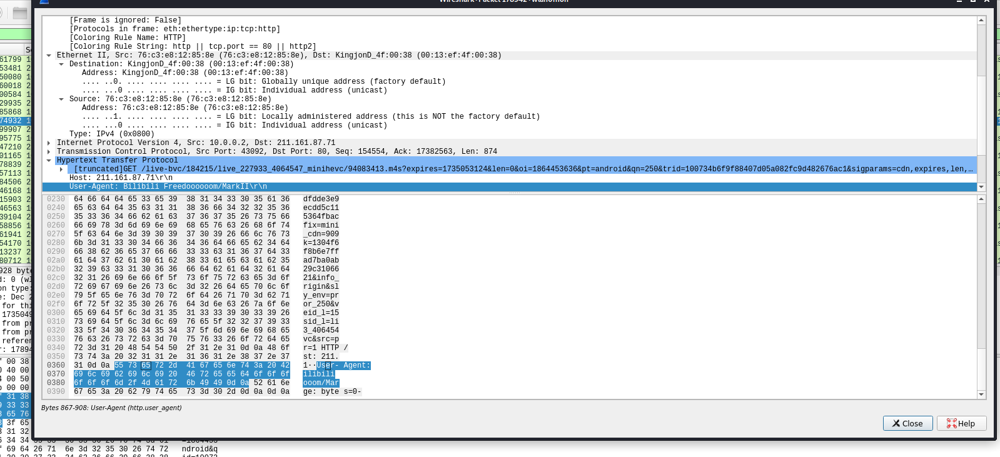 [Frame is ignored: False]
[Protocols in frame: eth:ethertype:ip:tcp:http]
[Coloring Rule Name: HTTP]
[Coloring Rule String: http || tcp.port == 80 || http2]
Ethernet II, Src: 76:c3:e8:12:85:8e (76:c3:e8:12:85:8e), Dst: KingjonD_4f:00:38 (00:13:ef:4f:00:38)
Destination: KingjonD_4f:00:38 (00:13:ef:4f:00:38)
Address: KingjonD_4f:00:38 (00:13:ef:4f:00:38)
.... ..0. .... .... .... .... = LG bit: Globally unique address (factory default)
.... ...0 .... .... .... .... = IG bit: Individual address (unicast)
Source: 76:c3:e8:12:85:8e (76:c3:e8:12:85:8e)
Address: 76:c3:e8:12:85:8e (76:c3:e8:12:85:8e)
.... ..1. .... .... .... .... = LG bit: Locally administered address (this is NOT the factory default)
.... ...0 .... .... .... .... = IG bit: Individual address (unicast)
Type: IPv4 (0x0800)
Internet Protocol Version 4, Src: 10.0.0.2, Dst: 211.161.87.71
Transmission Control Protocol, Src Port: 43092, Dst Port: 80, Seq: 154554, Ack: 17382563, Len: 874
Hypertext Transfer Protocol
[truncated]GET /live-bvc/184215/live_227933_4064547_minihevc/94083413.m4s?expires=1735053124&len=0&oi=1864453636&pt=android&qn=250&trid=100734b6f9f88407d05a082fc9d482676ac1&sigparams=cdn,expires,len,…
Host: 211.161.87.71\r\n
User-Agent: Bilibili Freedoooooom/MarkII\r\n
0230 64 66 64 64 65 33 65 39 38 31 34 33 30 35 61 36 dfdde3e9
0240 65 63 64 64 35 63 31 31 38 36 66 34 32 32 35 36 ecdd5c11
0250 35 33 36 34 66 62 61 63 37 36 37 35 26 73 75 66 5364fbac
0260 66 69 78 3d 6d 69 6e 69 68 65 76 63 26 68 6f 74 fix=mini
0270 5f 63 64 6e 3d 39 30 39 37 30 39 26 66 6c 76 73 _cdn=909
0280 6b 3d 31 33 30 34 66 36 34 36 64 66 65 62 34 64 k=1304f6
0290 66 38 62 36 65 37 66 66 33 33 63 31 36 37 64 33 f8b6e7ff
02a0 61 64 37 62 61 30 61 62 38 33 61 65 63 61 62 35 ad7ba0ab
02b0 32 39 63 33 31 30 36 36 66 64 62 61 64 32 61 64 29c31066
02c0 32 31 26 69 6e 66 6f 5f 73 6f 75 72 63 65 3d 6f 21&info_
02d0 72 69 67 69 6e 26 73 6c 3d 32 26 64 65 70 6c 6f rigin&sl
02e0 79 5f 65 6e 76 3d 70 72 6f 64 26 71 70 3d 62 71 y_env=pr
02f0 6f 72 5f 32 35 30 26 76 64 3d 6e 63 26 7a 6f 6e or_250&v
0300 65 69 64 5f 6c 3d 31 35 31 33 33 39 30 33 39 26 eid_l=15
0310 73 69 64 5f 6c 3d 6c 69 76 65 5f 32 32 37 39 33 sid_l=li
0320 33 5f 34 30 36 34 35 34 37 5f 6d 69 6e 69 68 65 3_406454
0330 76 63 26 73 72 63 3d 70 75 76 33 26 6f 72 64 65 vc&src=p
0340 72 3d 31 20 48 54 54 50 2f 31 2e 31 0d 0a 48 6f r=1 HTTP /
0350 73 74 3a 20 32 31 31 2e 31 36 31 2e 38 37 2e 37 st: 211.
0360 31 0d 0a 55 73 65 72 2d 41 67 65 6e 74 3a 20 42 1··User- Agent:
0370 69 6c 69 62 69 6c 69 20 46 72 65 65 64 6f 6f 6f ilibili
0380 6f 6f 6f 6d 2f 4d 61 72 6b 49 49 0d 0a 52 61 6e ooom/Mar
0390 67 65 3a 20 62 79 74 65 73 3d 30 2d 0d 0a 0d 0a ge: byte s=0-
Bytes 867-908: User-Agent (http.user_agent)
Close
Help
f 69 64 26 71 6e 3d 32 35 30 26 74 72 ndroid&q